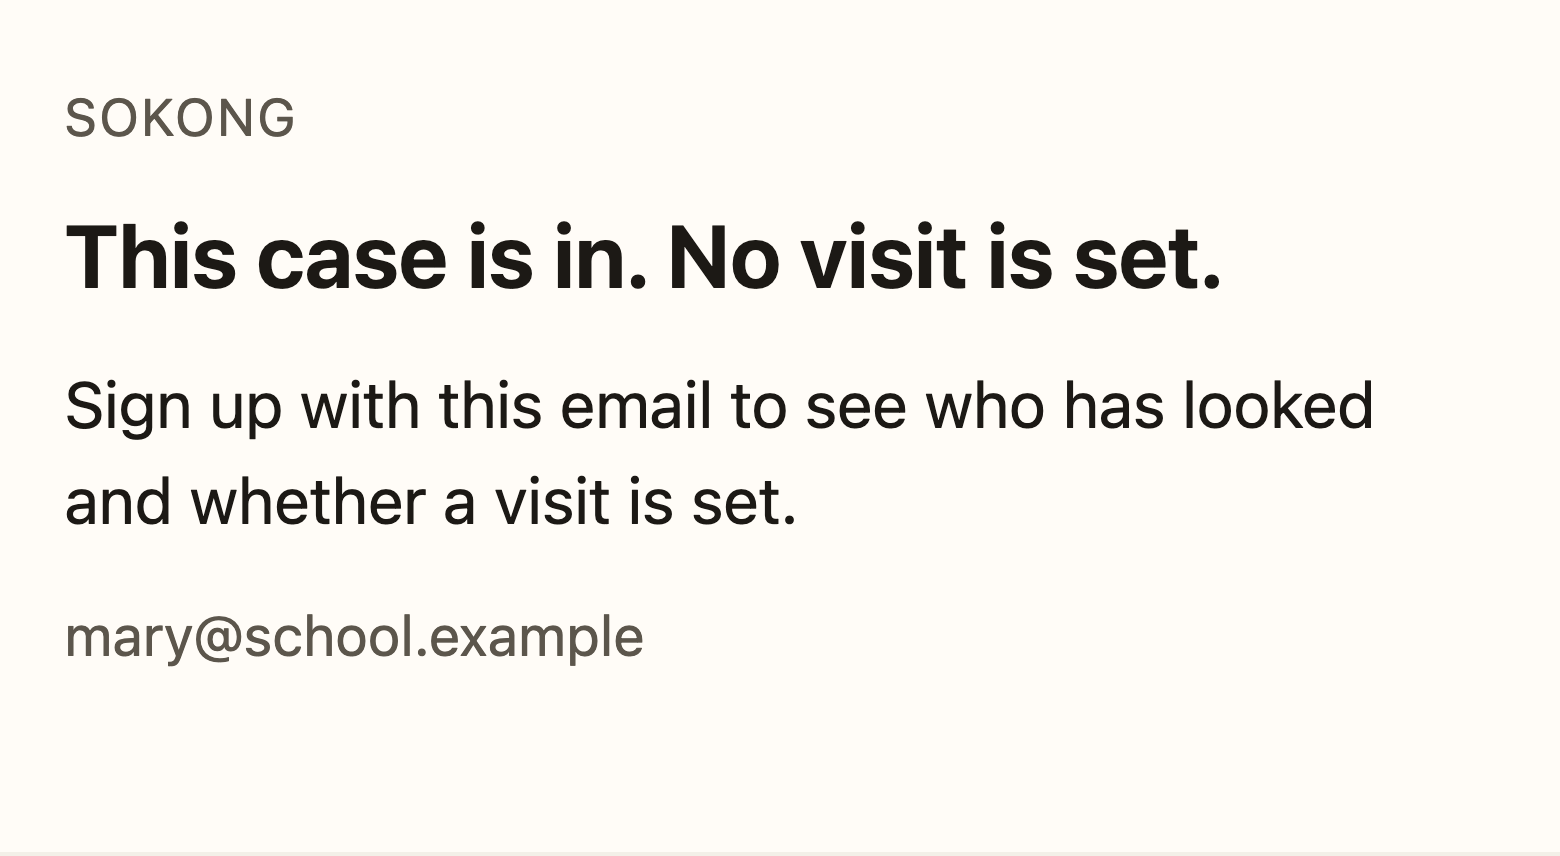 SOKONG
This case is in. No visit is set.
Sign up with this email to see who has looked
and whether a visit is set.
mary@school.example